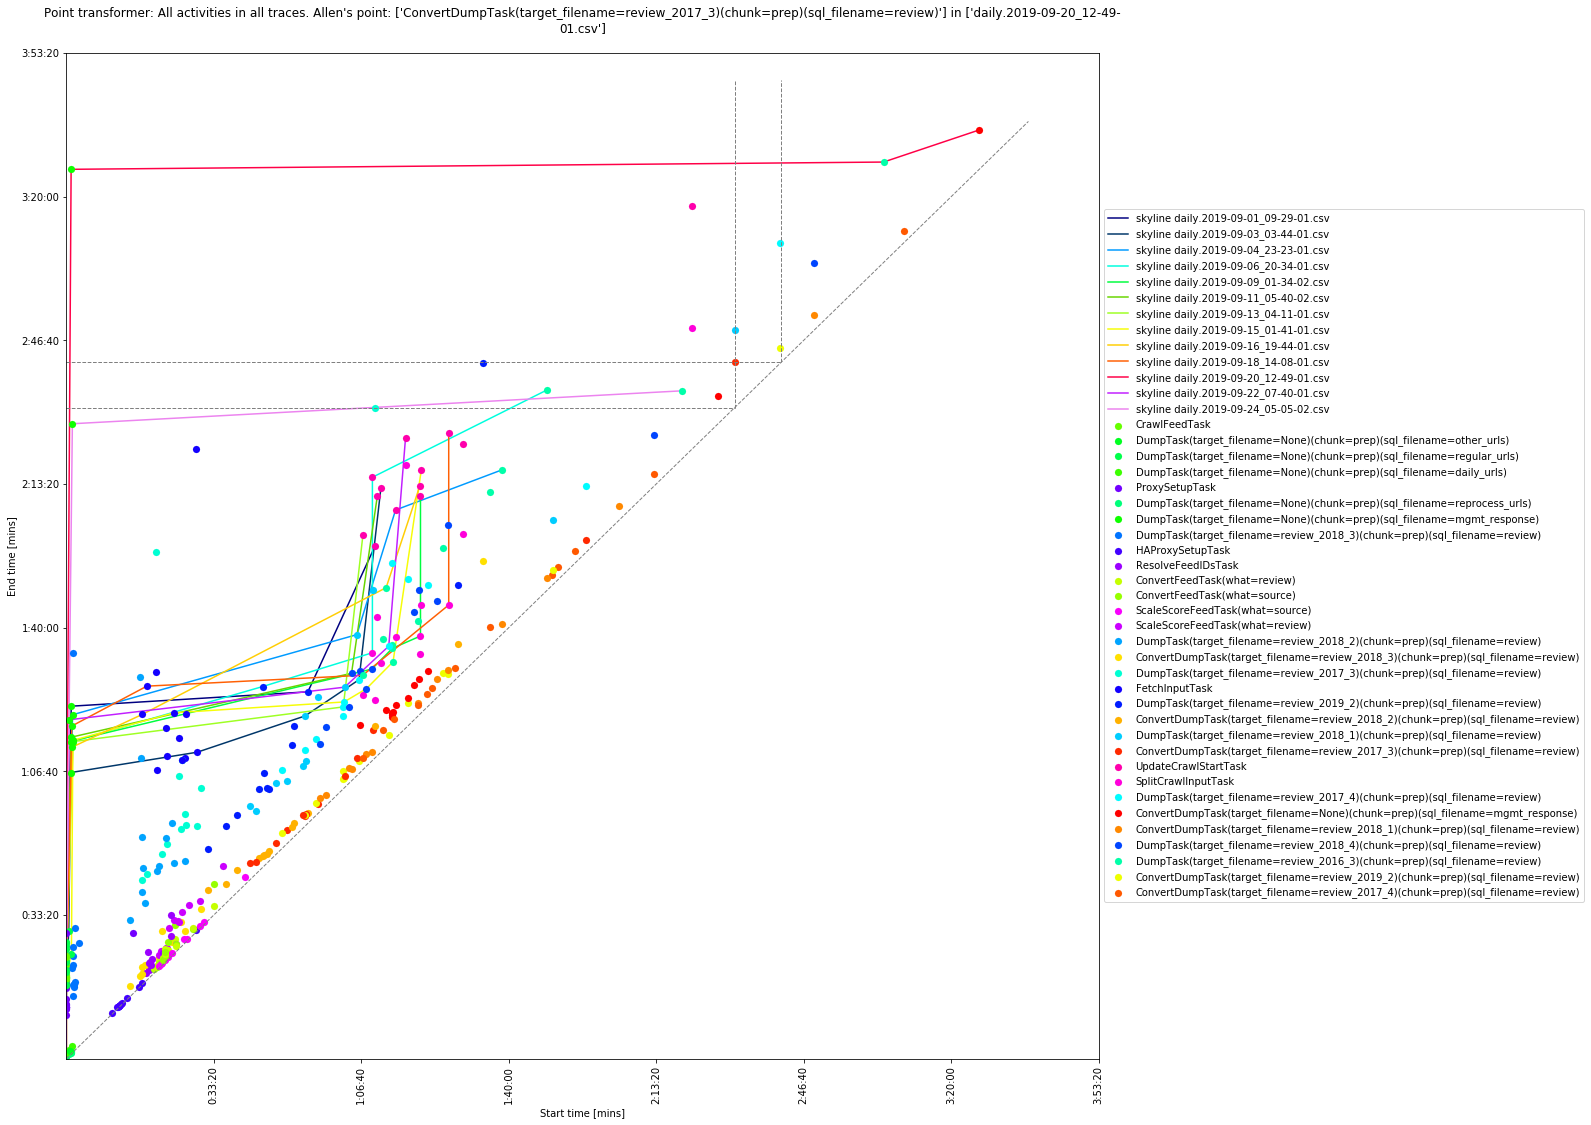 Point transformer: All activities in all traces. Allen's point: ['ConvertDumpTask(target_filename=review_2017_3)(chunk=prep)(sql_filename=review)'] in ['daily.2019-09-20_12-49-
01.csv']
3:53:20
3:20:00
2:46:40
2:13:20
1:40:00
1:06:40
0:33:20
End time [mins]
0:33:20
1:06:40
1:40:00
2:13:20
2:46:40
3:20:00
3:53:20
Start time [mins]
skyline daily.2019-09-01_09-29-01.csv
skyline daily.2019-09-03_03-44-01.csv
skyline daily.2019-09-04_23-23-01.csv
skyline daily.2019-09-06_20-34-01.csv
skyline daily.2019-09-09_01-34-02.csv
skyline daily.2019-09-11_05-40-02.csv
skyline daily.2019-09-13_04-11-01.csv
skyline daily.2019-09-15_01-41-01.csv
skyline daily.2019-09-16_19-44-01.csv
skyline daily.2019-09-18_14-08-01.csv
skyline daily.2019-09-20_12-49-01.csv
skyline daily.2019-09-22_07-40-01.csv
skyline daily.2019-09-24_05-05-02.csv
CrawlFeedTask
DumpTask(target_filename=None)(chunk=prep)(sql_filename=other_urls)
DumpTask(target_filename=None)(chunk=prep)(sql_filename=regular_urls)
DumpTask(target_filename=None)(chunk=prep)(sql_filename=daily_urls)
ProxySetupTask
DumpTask(target_filename=None)(chunk=prep)(sql_filename=reprocess_urls)
DumpTask(target_filename=None)(chunk=prep)(sql_filename=mgmt_response)
DumpTask(target_filename=review_2018_3)(chunk=prep)(sql_filename=review)
HAProxySetupTask
ResolveFeedIDsTask
ConvertFeedTask(what=review)
ConvertFeedTask(what=source)
ScaleScoreFeedTask(what=source)
ScaleScoreFeedTask(what=review)
DumpTask(target_filename=review_2018_2)(chunk=prep)(sql_filename=review)
ConvertDumpTask(target_filename=review_2018_3)(chunk=prep)(sql_filename=review)
DumpTask(target_filename=review_2017_3)(chunk=prep)(sql_filename=review)
FetchInputTask
DumpTask(target_filename=review_2019_2)(chunk=prep)(sql_filename=review)
ConvertDumpTask(target_filename=review_2018_2)(chunk=prep)(sql_filename=review)
DumpTask(target_filename=review_2018_1)(chunk=prep)(sql_filename=review)
ConvertDumpTask(target_filename=review_2017_3)(chunk=prep)(sql_filename=review)
UpdateCrawlStartTask
SplitCrawlInputTask
DumpTask(target_filename=review_2017_4)(chunk=prep)(sql_filename=review)
ConvertDumpTask(target_filename=None)(chunk=prep)(sql_filename=mgmt_response)
ConvertDumpTask(target_filename=review_2018_1)(chunk=prep)(sql_filename=review)
DumpTask(target_filename=review_2018_4)(chunk=prep)(sql_filename=review)
DumpTask(target_filename=review_2016_3)(chunk=prep)(sql_filename=review)
ConvertDumpTask(target_filename=review_2019_2)(chunk=prep)(sql_filename=review)
ConvertDumpTask(target_filename=review_2017_4)(chunk=prep)(sql_filename=review)